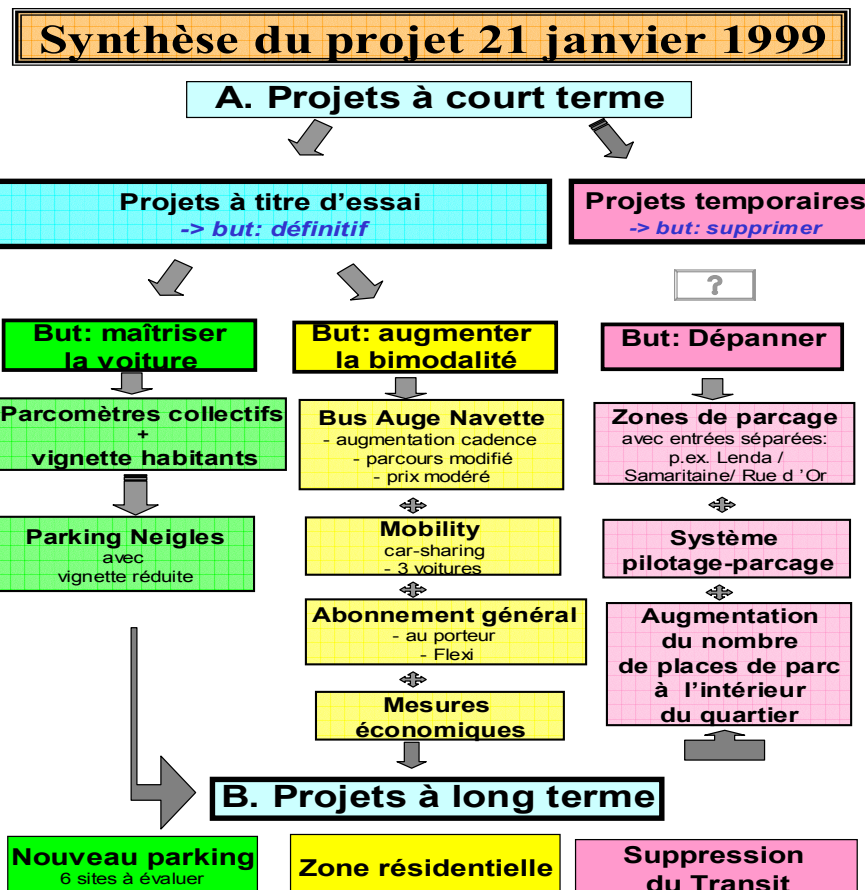 Synthèse du projet 21 janvier 1999
A. Projets à court terme
Projets à titre d’essai
-> but: définitif
Projets temporaires
-> but: supprimer
?
But: maîtriser
la voiture
But: augmenter
la bimodalité
But: Dépanner
Parcomètres collectifs
+
vignette habitants
Parking Neigles
avec
vignette réduite
Bus Auge Navette
- augmentation cadence
- parcours modifié
- prix modéré
Mobility
car-sharing
- 3 voitures
Abonnement général
- au porteur
- Flexi
Mesures
économiques
Zones de parcage
avec entrées séparées:
p.ex. Lenda /
Samaritaine/ Rue d ’Or
Système
pilotage-parcage
Augmentation
du nombre
de places de parc
à l’intérieur
du quartier
B. Projets à long terme
Nouveau parking
6 sites à évaluer
Zone résidentielle
Suppression
du Transit